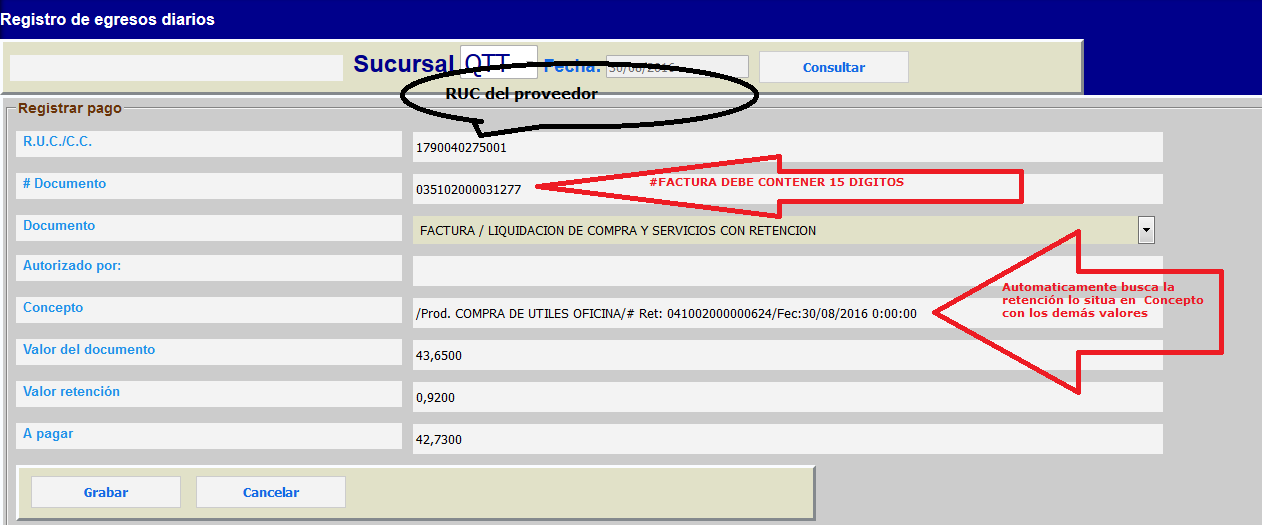 Registro de egresos diarios
Sucursal QTT Fecha: 30/08/2016 Consultar
RUC del proveedor
Registrar pago
R.U.C./C.C. 1790040275001
# Documento 035102000031277
#FACTURA DEBE CONTENER 15 DIGITOS
Documento FACTURA / LIQUIDACION DE COMPRA Y SERVICIOS CON RETENCION
Autorizado por:
Automaticamente busca la
retención lo situa en Concepto
con los demás valores
Concepto /Prod. COMPRA DE UTILES OFICINA/# Ret: 041002000000624/Fec:30/08/2016 0:00:00
Valor del documento 43,6500
Valor retención 0,9200
A pagar 42,7300
Grabar Cancelar